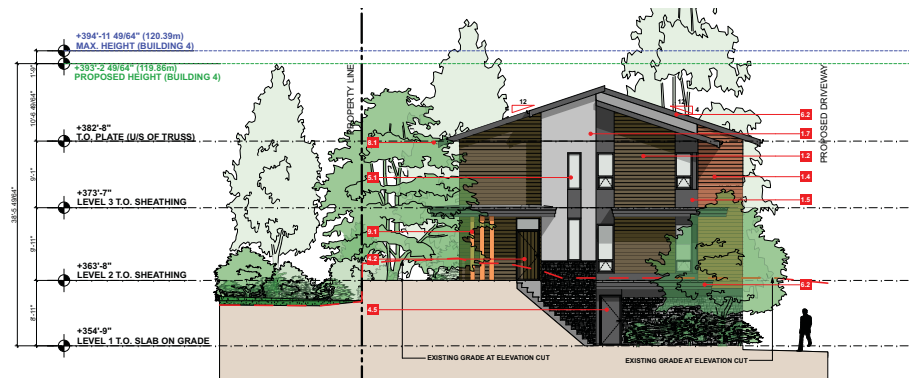 +394'-11 49/64" (120.39m)
MAX. HEIGHT (BUILDING 4)
+393'-2 49/64" (119.86m)
PROPOSED HEIGHT (BUILDING 4)
1'-9"
10'-6 49/64"
+382'-8"
T.O. PLATE (U/S OF TRUSS)
9'-1"
+373'-7"
LEVEL 3 T.O. SHEATHING
38'-5 49/64"
9'-11"
+363'-8"
LEVEL 2 T.O. SHEATHING
8'-11"
+354'-9"
LEVEL 1 T.O. SLAB ON GRADE
PROPERTY LINE
PROPOSED DRIVEWAY
12
12
4
6.2
1.7
8.1
1.2
5.1
1.4
1.5
9.1
4.2
6.2
4.5
EXISTING GRADE AT ELEVATION CUT
EXISTING GRADE AT ELEVATION CUT